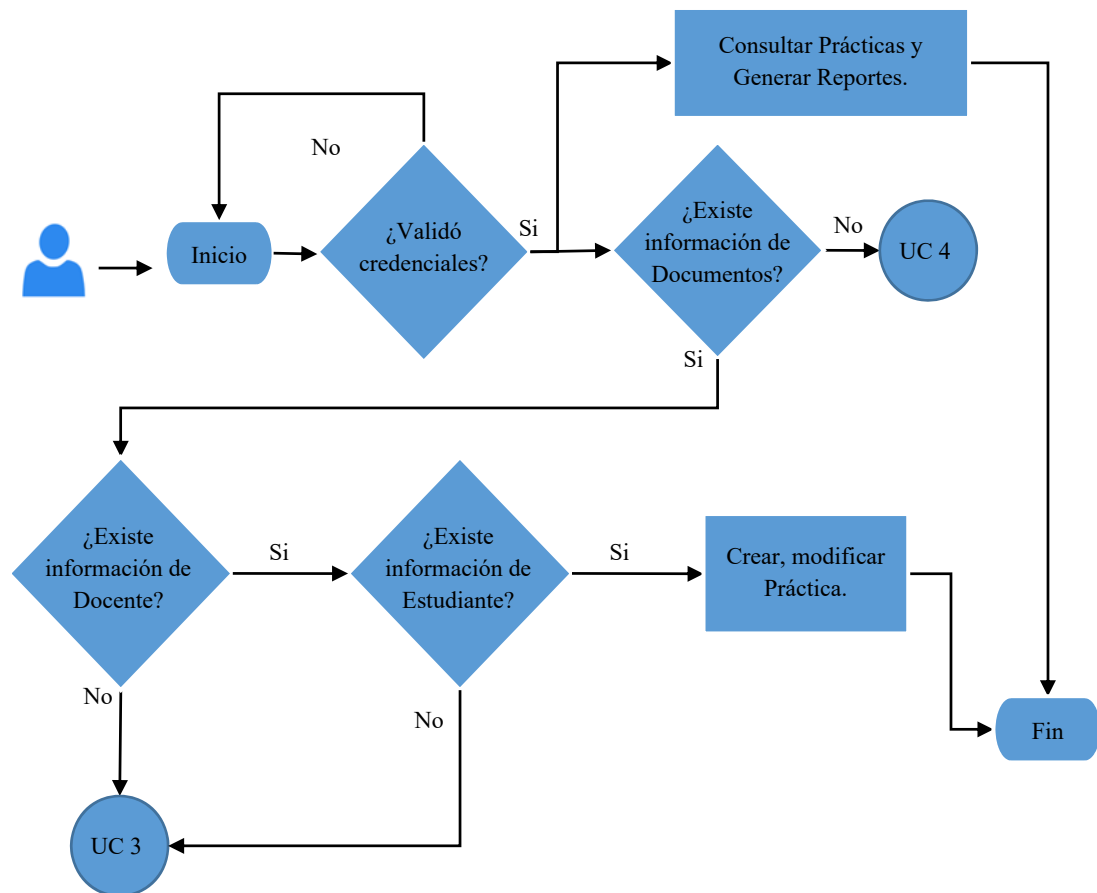 Consultar Prácticas y
Generar Reportes.
No
Inicio
¿Validó
credenciales?
Si
¿Existe
información de
Documentos?
No
UC 4
Si
¿Existe
información de
Docente?
Si
¿Existe
información de
Estudiante?
Si
Crear, modificar
Práctica.
No
No
Fin
UC 3